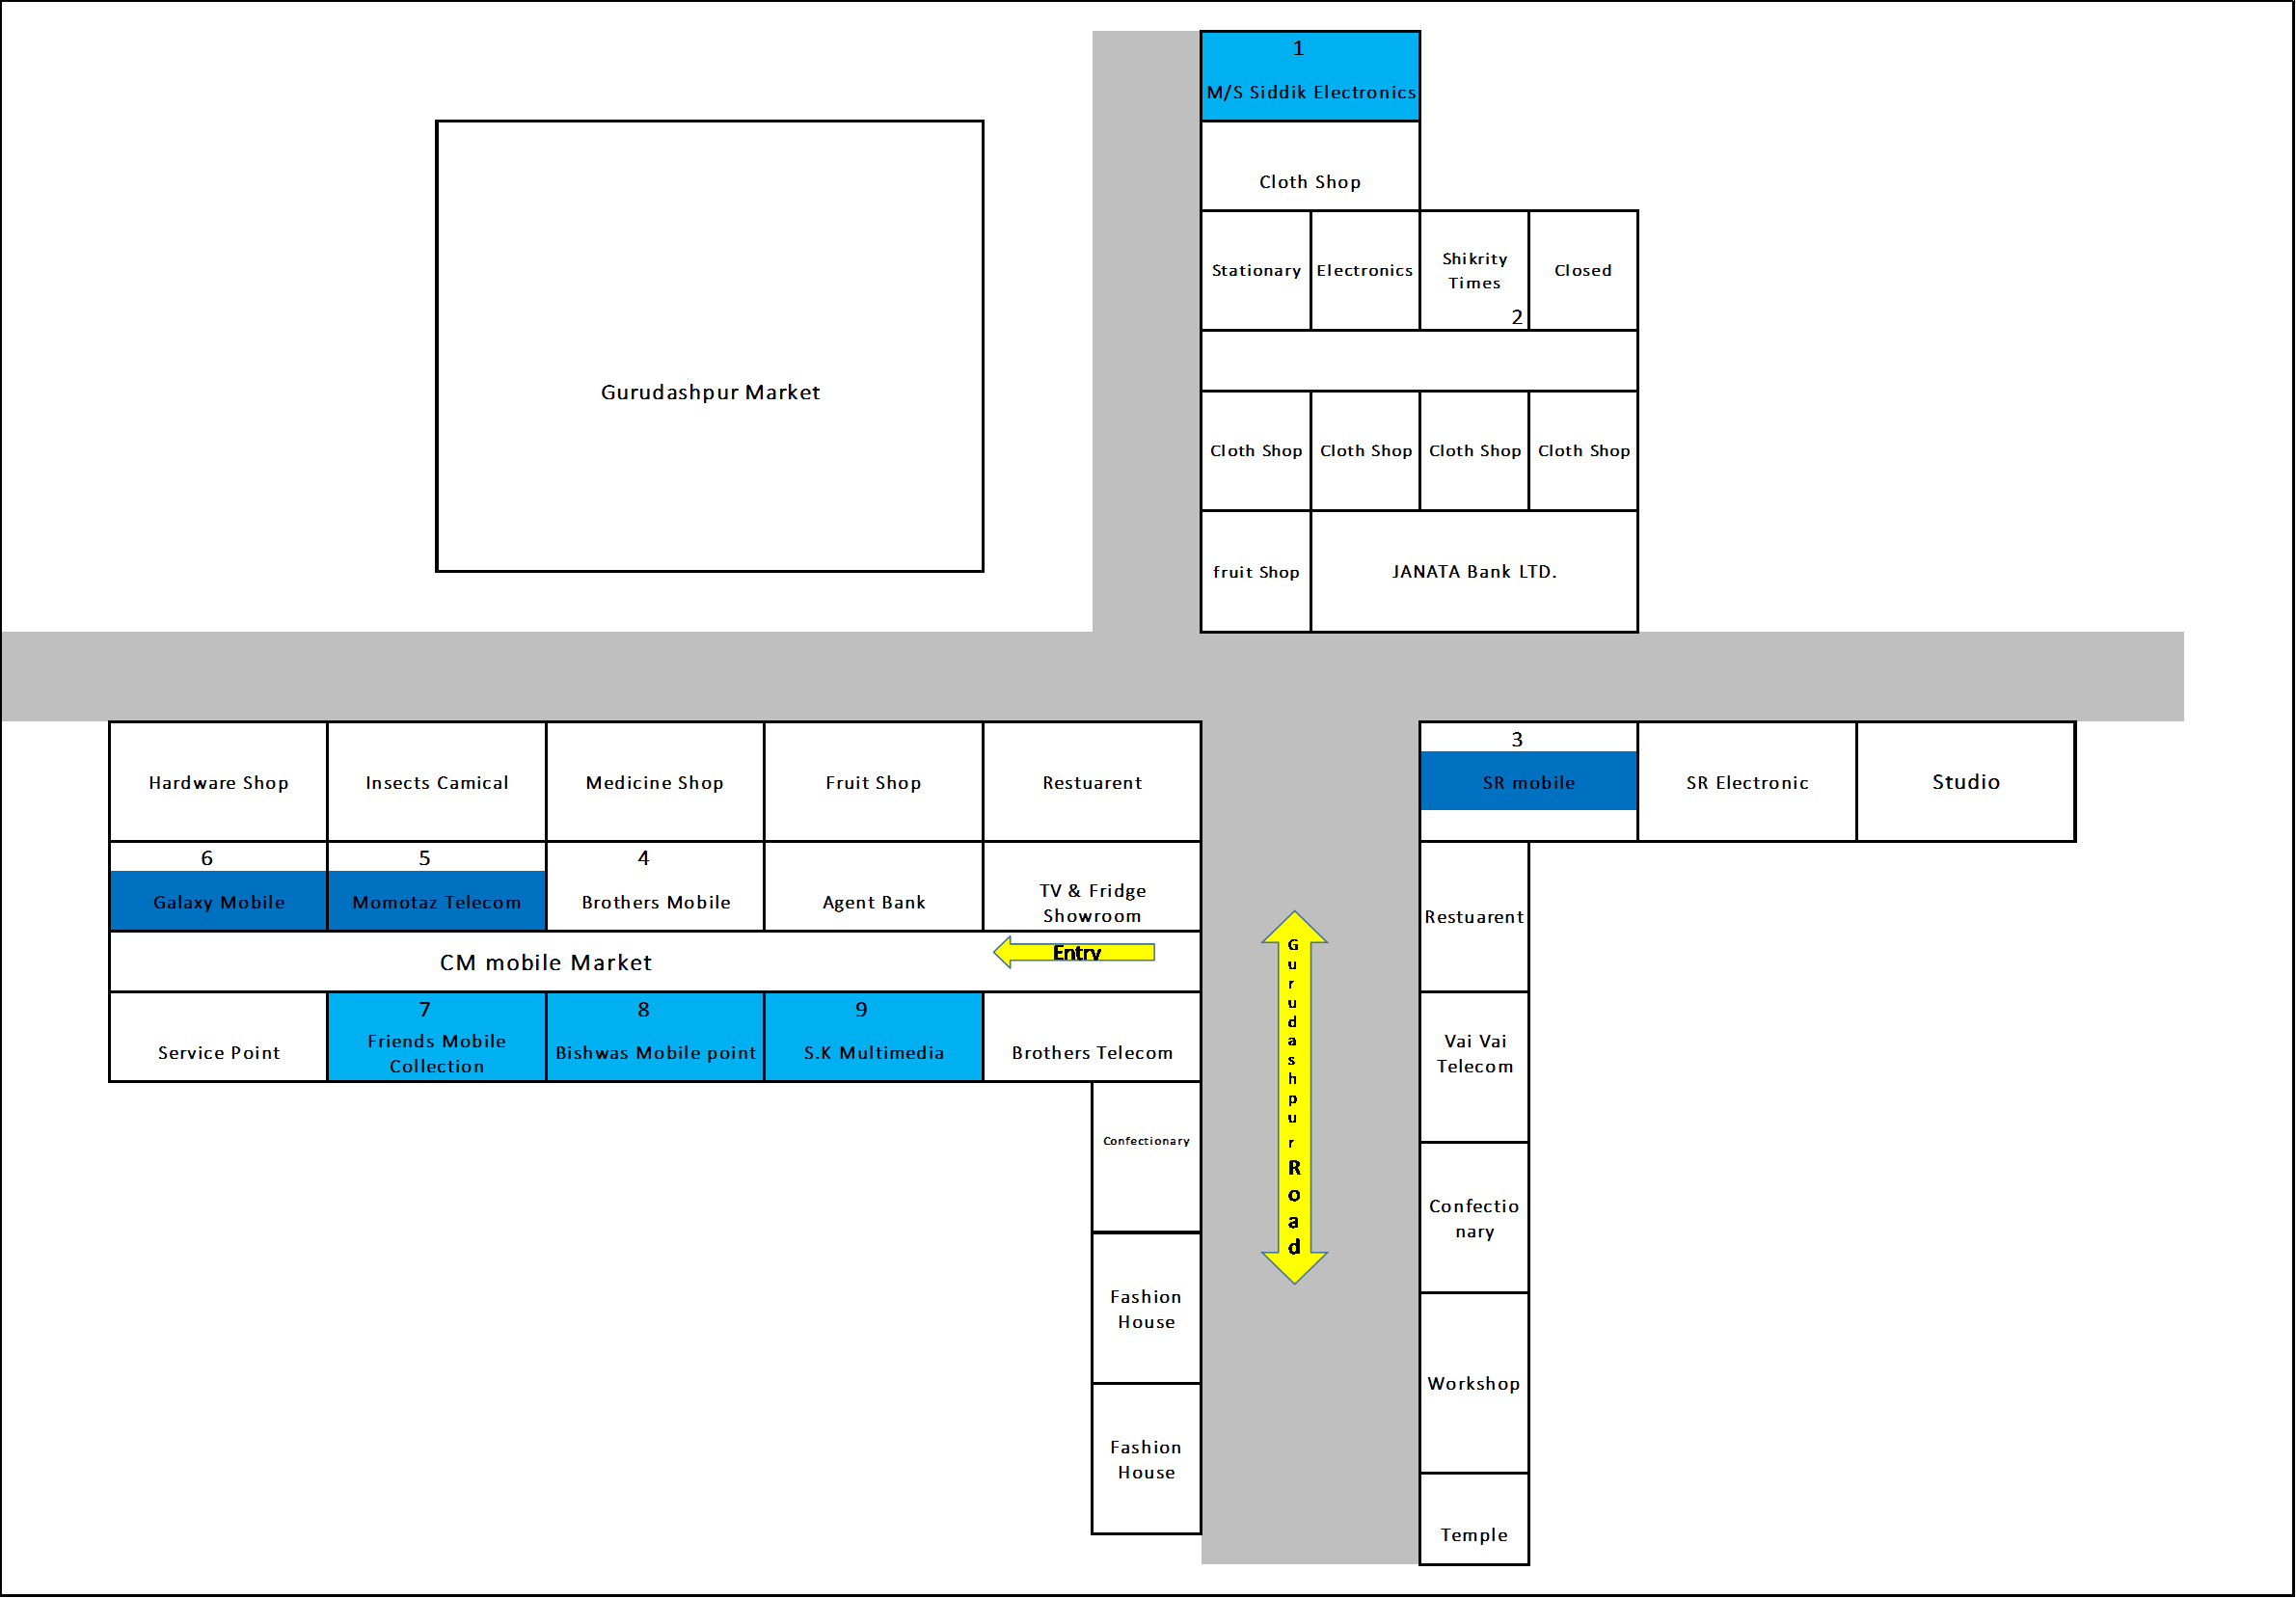 1
M/S Siddik Electronics
Cloth Shop
Stationary
Electronics
Shikrity
Times
2
Closed
Gurudashpur Market
Cloth Shop
Cloth Shop
Cloth Shop
Cloth Shop
fruit Shop
JANATA Bank LTD.
Hardware Shop
Insects Camical
Medicine Shop
Fruit Shop
Restuarent
3
SR mobile
SR Electronic
Studio
6
Galaxy Mobile
5
Momotaz Telecom
4
Brothers Mobile
Agent Bank
TV & Fridge
Showroom
Restuarent
CM mobile Market
Entry
Gurudashpur Road
Service Point
7
Friends Mobile
Collection
8
Bishwas Mobile point
9
S.K Multimedia
Brothers Telecom
Vai Vai
Telecom
Confectionary
Confectio
nary
Fashion
House
Workshop
Fashion
House
Temple